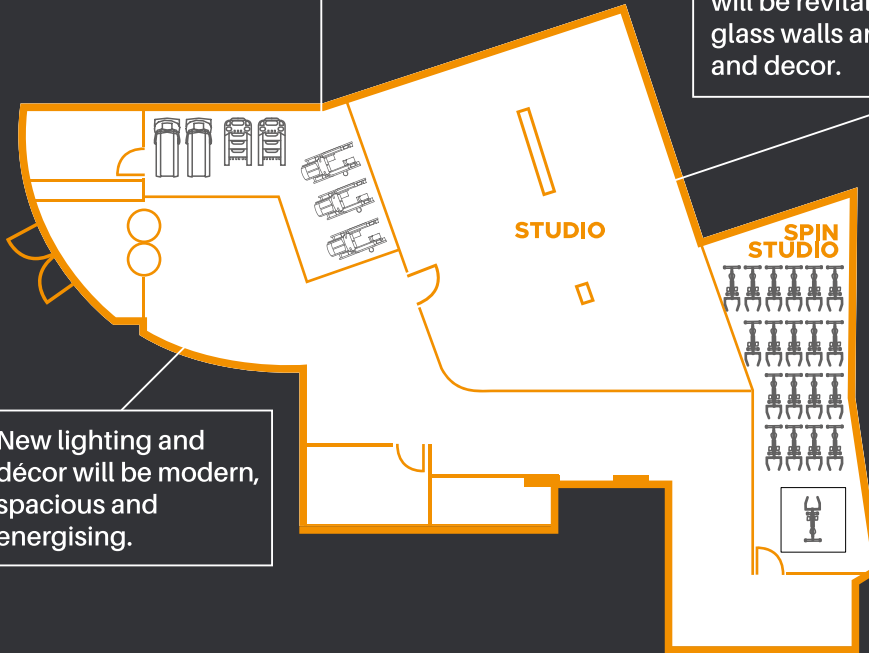 will be revital
glass walls an
and decor.
STUDIO
SPIN
STUDIO
New lighting and
décor will be modern,
spacious and
energising.